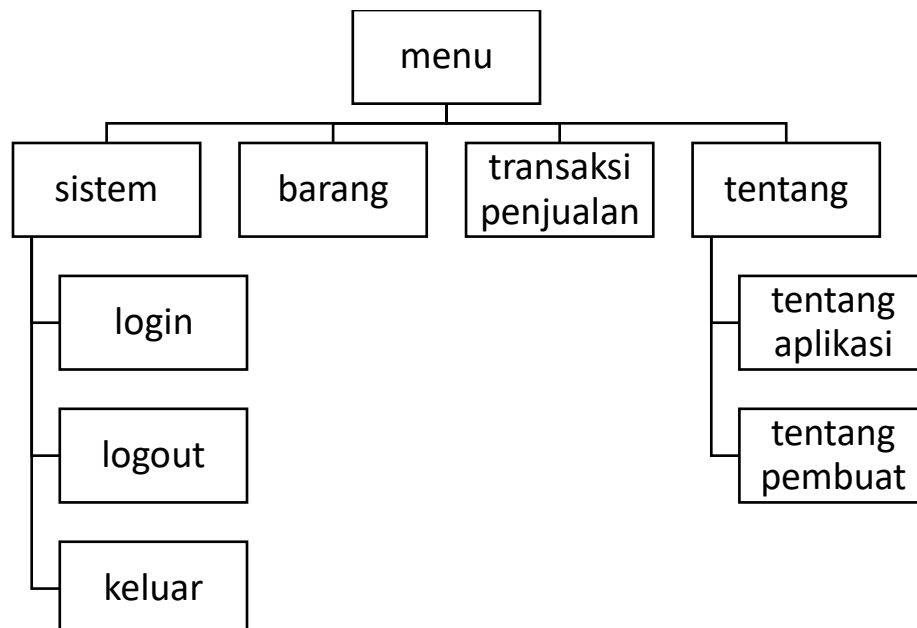 menu
sistem
barang
transaksi
penjualan
tentang
login
logout
keluar
tentang
aplikasi
tentang
pembuat